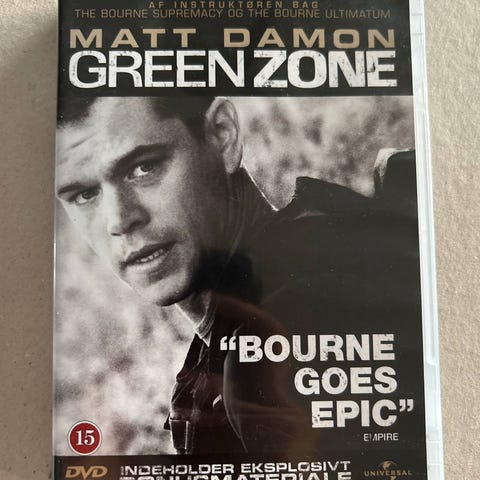 AF INSTRUKTØREN BAG
THE BOURNE SUPREMACY OG THE BOURNE ULTIMATUM
MATT DAMON
GREEN ZONE
"BOURNE
GOES
EPIC"
EMPIRE
15
DVD
INDEHOLDER EKSPLOSIVT
BONUSMATERIALE
UNIVERSAL